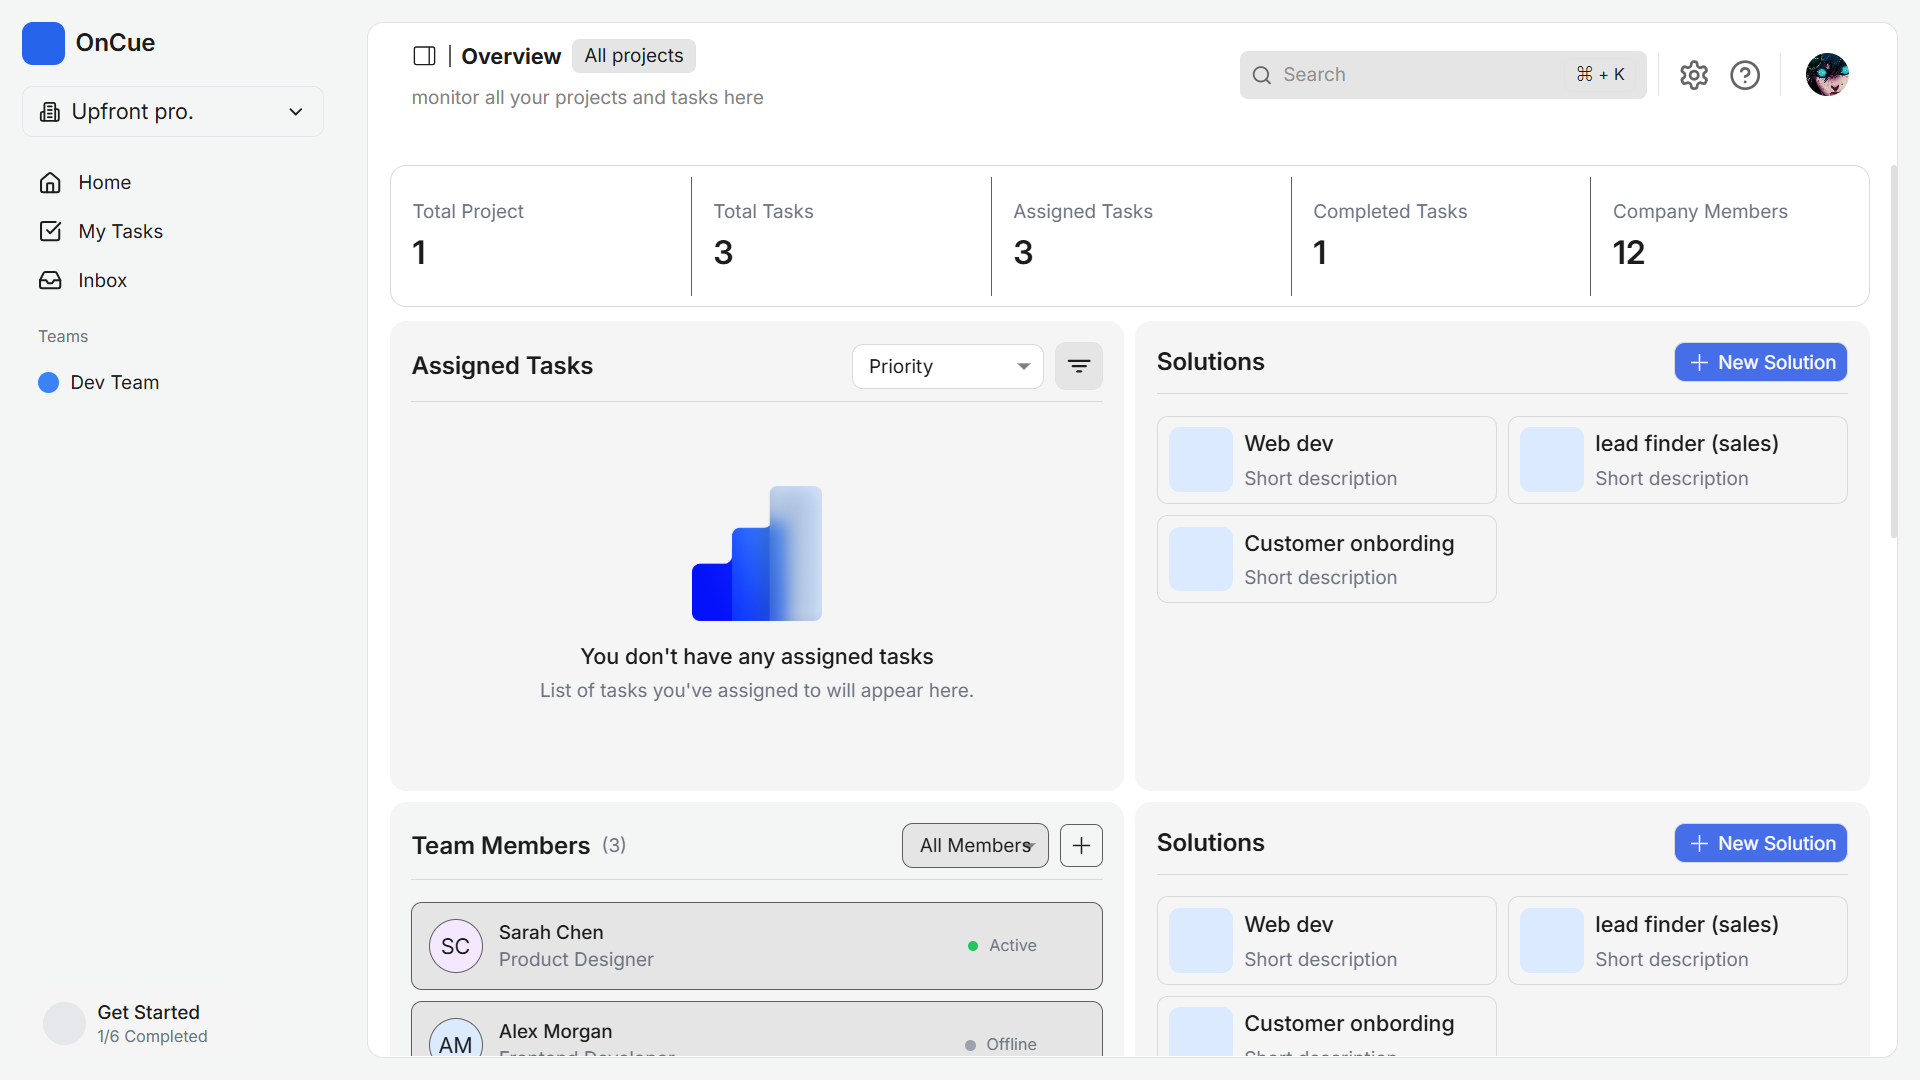 OnCue
Upfront pro.
Home
My Tasks
Inbox
Teams
Dev Team
Get Started
1/6 Completed
Overview
All projects
monitor all your projects and tasks here
Search
⌘ + K
Total Project
1
Total Tasks
3
Assigned Tasks
3
Completed Tasks
1
Company Members
12
Assigned Tasks
Priority
You don't have any assigned tasks
List of tasks you've assigned to will appear here.
Solutions
New Solution
Web dev
Short description
lead finder (sales)
Short description
Customer onbording
Short description
Team Members (3)
All Members
SC
Sarah Chen
Product Designer
Active
AM
Alex Morgan
Frontend Developer
Offline
Solutions
New Solution
Web dev
Short description
lead finder (sales)
Short description
Customer onbording
Short description